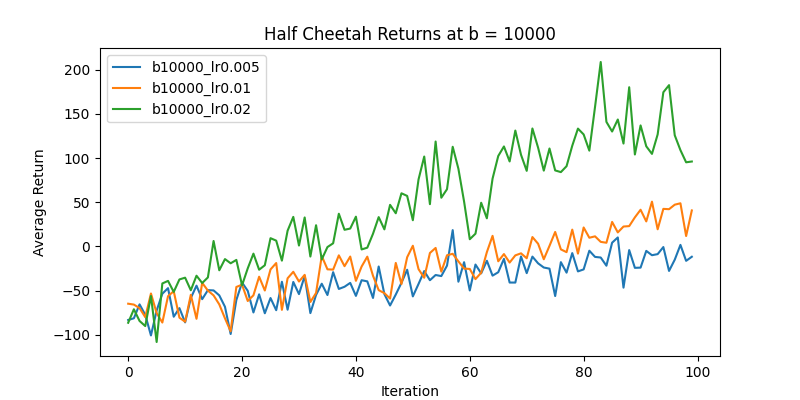 Half Cheetah Returns at b = 10000
b10000_lr0.005
b10000_lr0.01
b10000_lr0.02
Average Return
200
150
100
50
0
−50
−100
0
20
40
60
80
100
Iteration